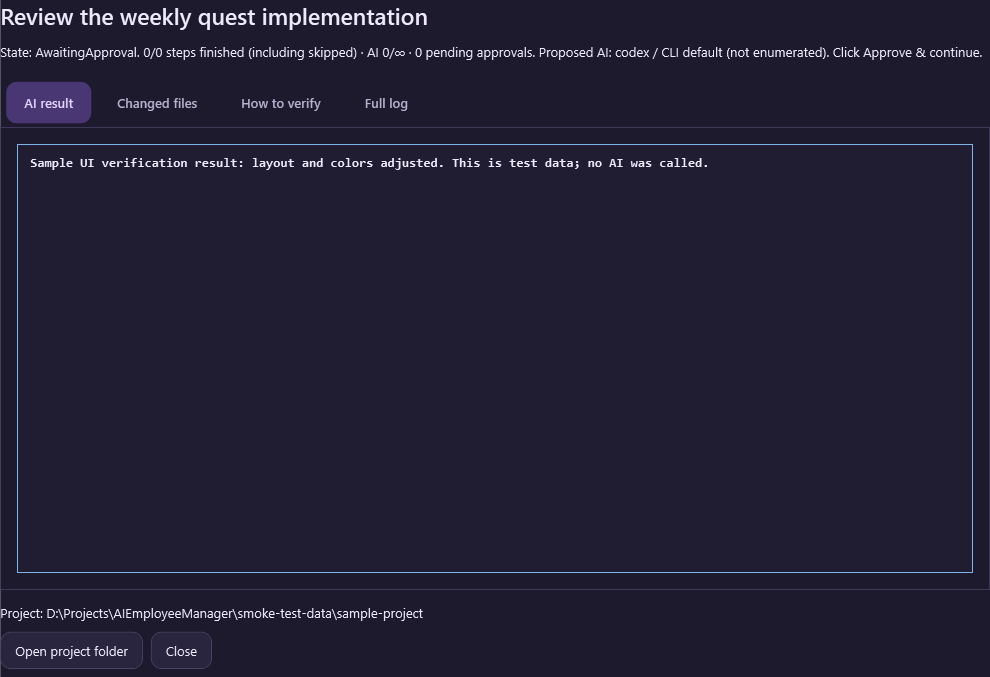 Review the weekly quest implementation
State: AwaitingApproval. 0/0 steps finished (including skipped) · AI 0/∞ · 0 pending approvals. Proposed AI: codex / CLI default (not enumerated). Click Approve & continue.
AI result
Changed files
How to verify
Full log
Sample UI verification result: layout and colors adjusted. This is test data; no AI was called.
Project: D:\Projects\AIEmployeeManager\smoke-test-data\sample-project
Open project folder
Close